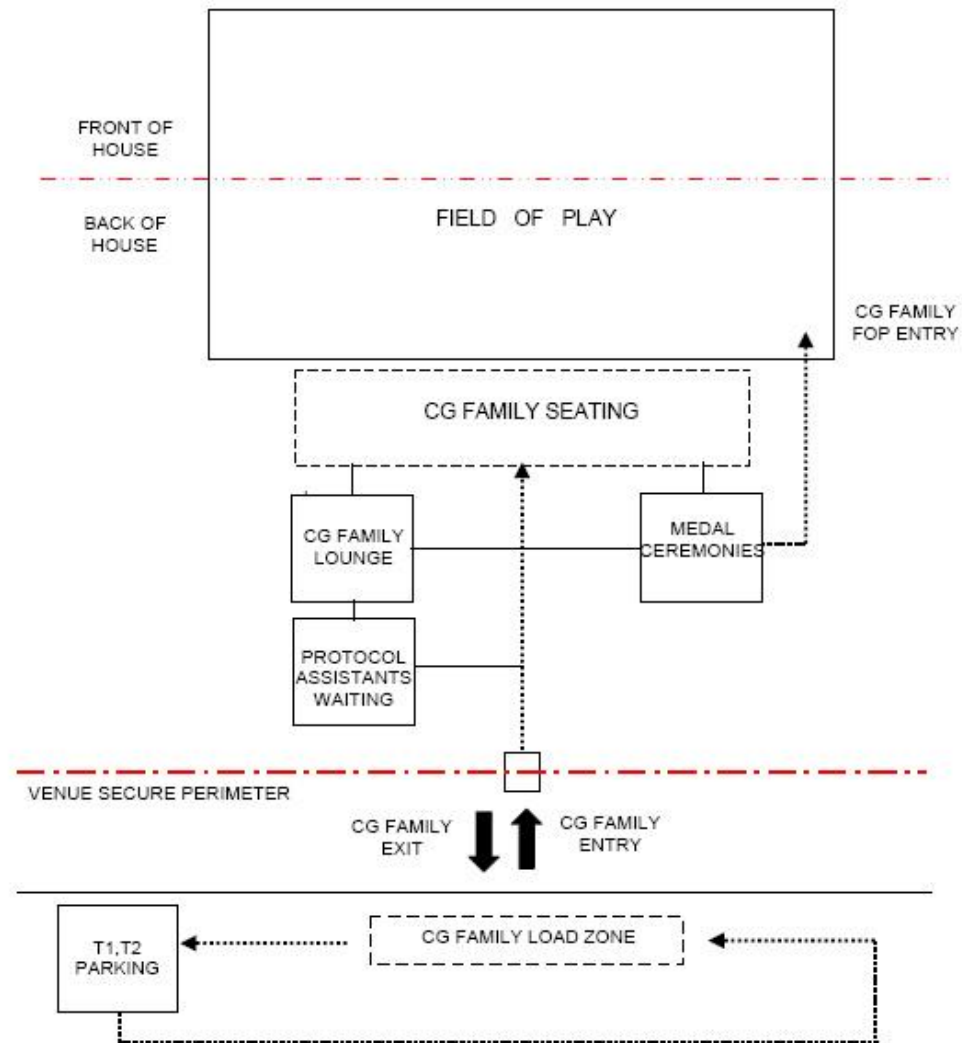 FRONT OF
HOUSE
BACK OF
HOUSE
FIELD OF PLAY
CG FAMILY
FOP ENTRY
CG FAMILY SEATING
CG FAMILY
LOUNGE
MEDAL
CEREMONIES
PROTOCOL
ASSISTANTS
WAITING
VENUE SECURE PERIMETER
CG FAMILY
EXIT
CG FAMILY
ENTRY
T1,T2
PARKING
CG FAMILY LOAD ZONE